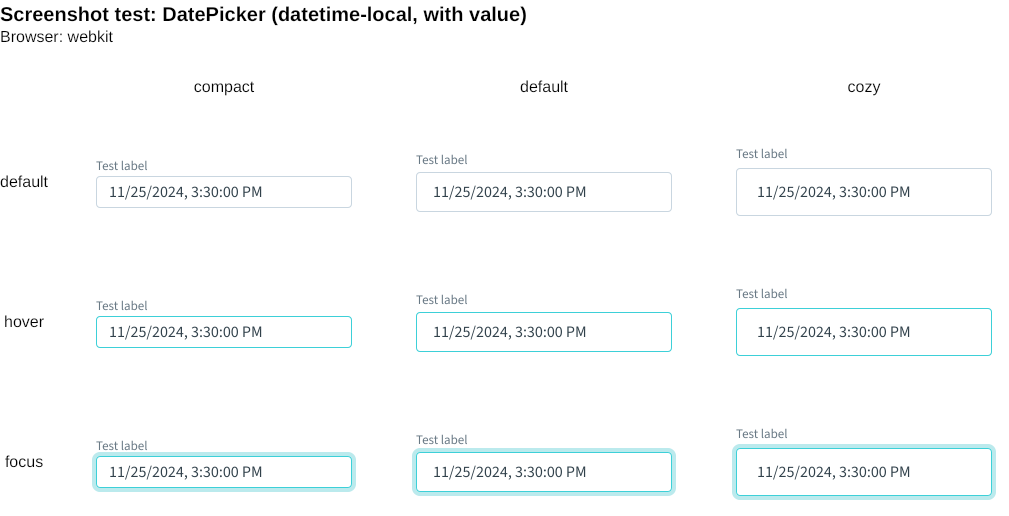 Screenshot test: DatePicker (datetime-local, with value)
Browser: webkit
compact default cozy
Test label Test label Test label
default 11/25/2024, 3:30:00 PM 11/25/2024, 3:30:00 PM 11/25/2024, 3:30:00 PM
Test label Test label Test label
hover 11/25/2024, 3:30:00 PM 11/25/2024, 3:30:00 PM 11/25/2024, 3:30:00 PM
Test label Test label Test label
focus 11/25/2024, 3:30:00 PM 11/25/2024, 3:30:00 PM 11/25/2024, 3:30:00 PM